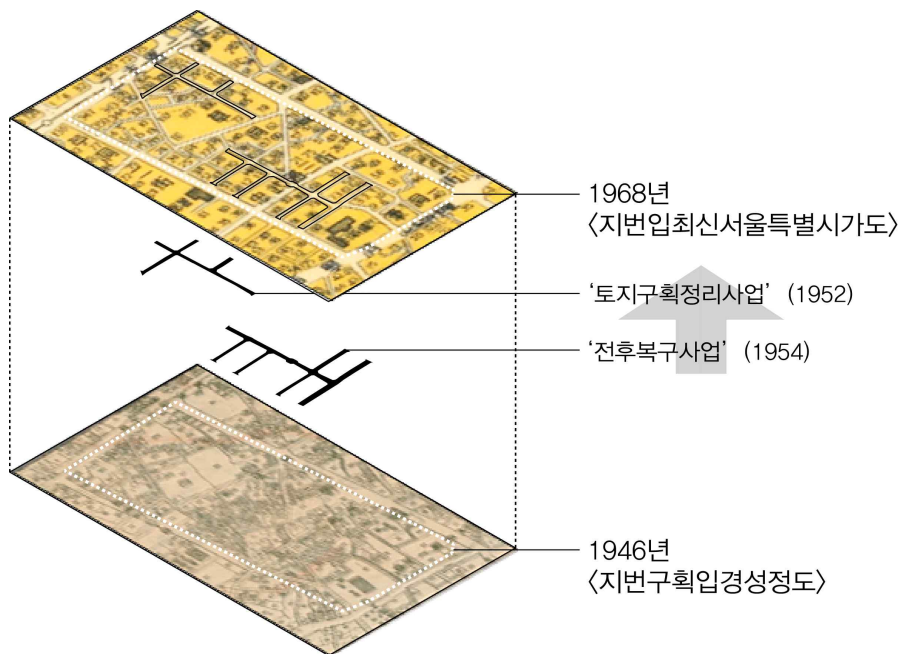 1968년
〈지번입최신서울특별시가도〉
‘토지구획정리사업’ (1952)
‘전후복구사업’ (1954)
1946년
〈지번구획입경성정도〉